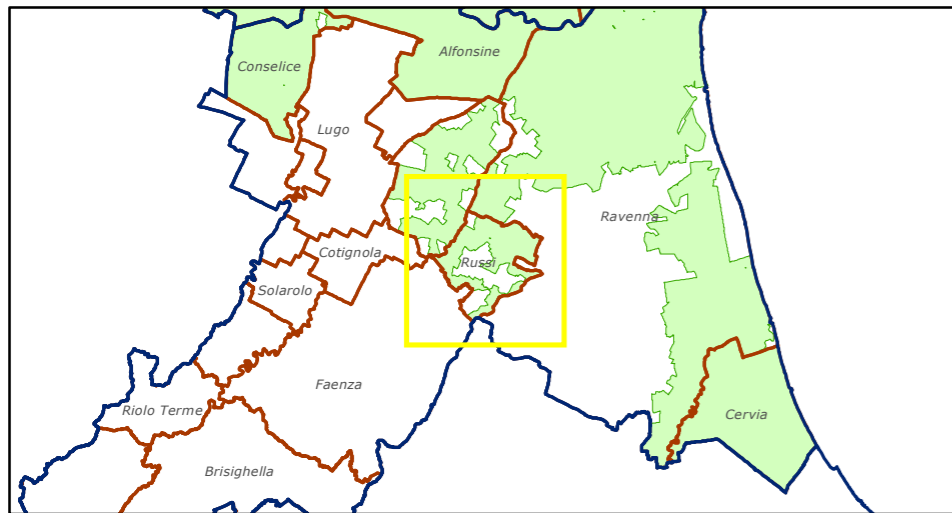 Alfonsine
Conselice
Lugo
Ravenna
Cotignola
Russi
Solarolo
Faenza
Riolo Terme
Cervia
Brisighella